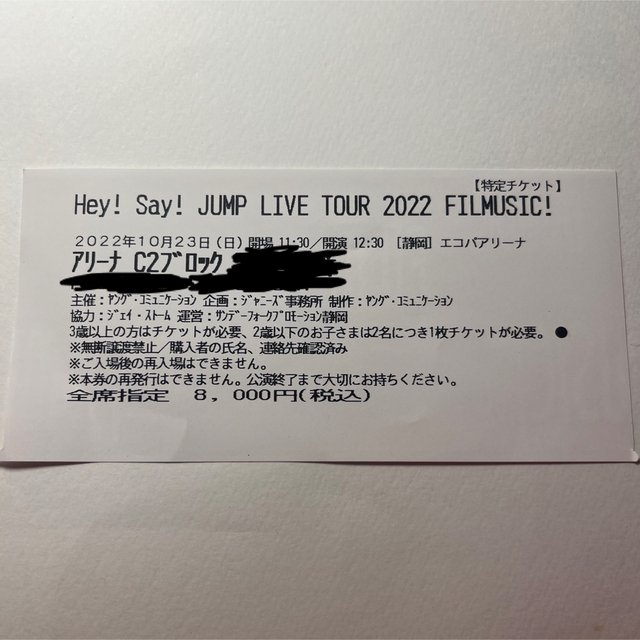 【特定チケット】
Hey! Say! JUMP LIVE TOUR 2022 FILMUSIC!
2022年10月23日(日) 開場 11:30／開演 12:30 [静岡] エコパアリーナ
アリーナ C2ブロック
主催：ヤング・コミュニケーション 企画：ジャニーズ事務所 制作：ヤング・コミュニケーション
協力：ジェイ・ストーム 運営：サンデーフォークプロモーション静岡
3歳以上の方はチケットが必要、2歳以下のお子さまは2名につき1枚チケットが必要。 ●
※無断譲渡禁止／購入者の氏名、連絡先確認済み
※ご入場後の再入場はできません。
※本券の再発行はできません。公演終了まで大切にお持ちください。
全席指定 8,000円(税込)